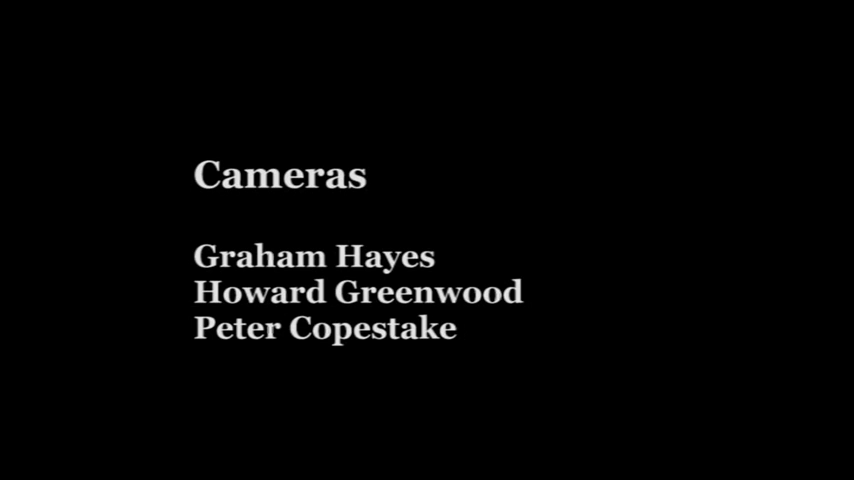 Cameras
Graham Hayes
Howard Greenwood
Peter Copestake